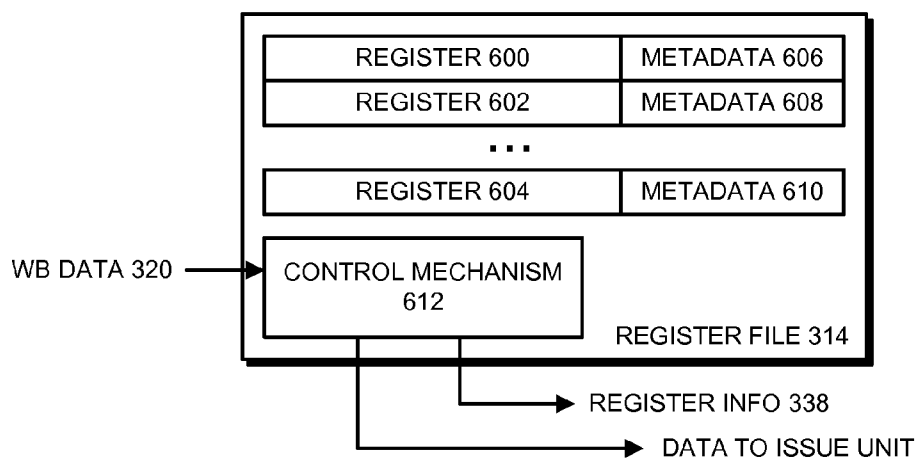 REGISTER 600 METADATA 606
REGISTER 602 METADATA 608
...
REGISTER 604 METADATA 610
WB DATA 320
CONTROL MECHANISM
612
REGISTER FILE 314
REGISTER INFO 338
DATA TO ISSUE UNIT